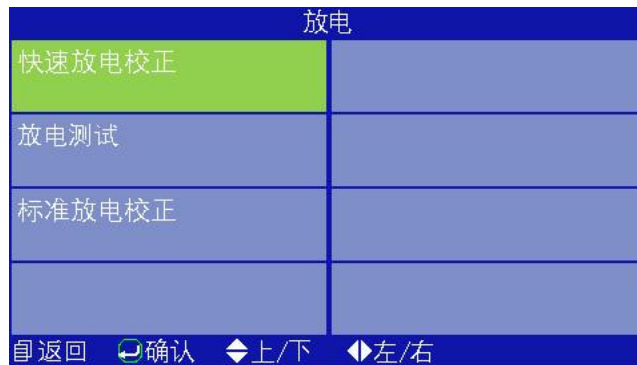 放电
快速放电校正
放电测试
标准放电校正
返回 确认 上/下 左/右